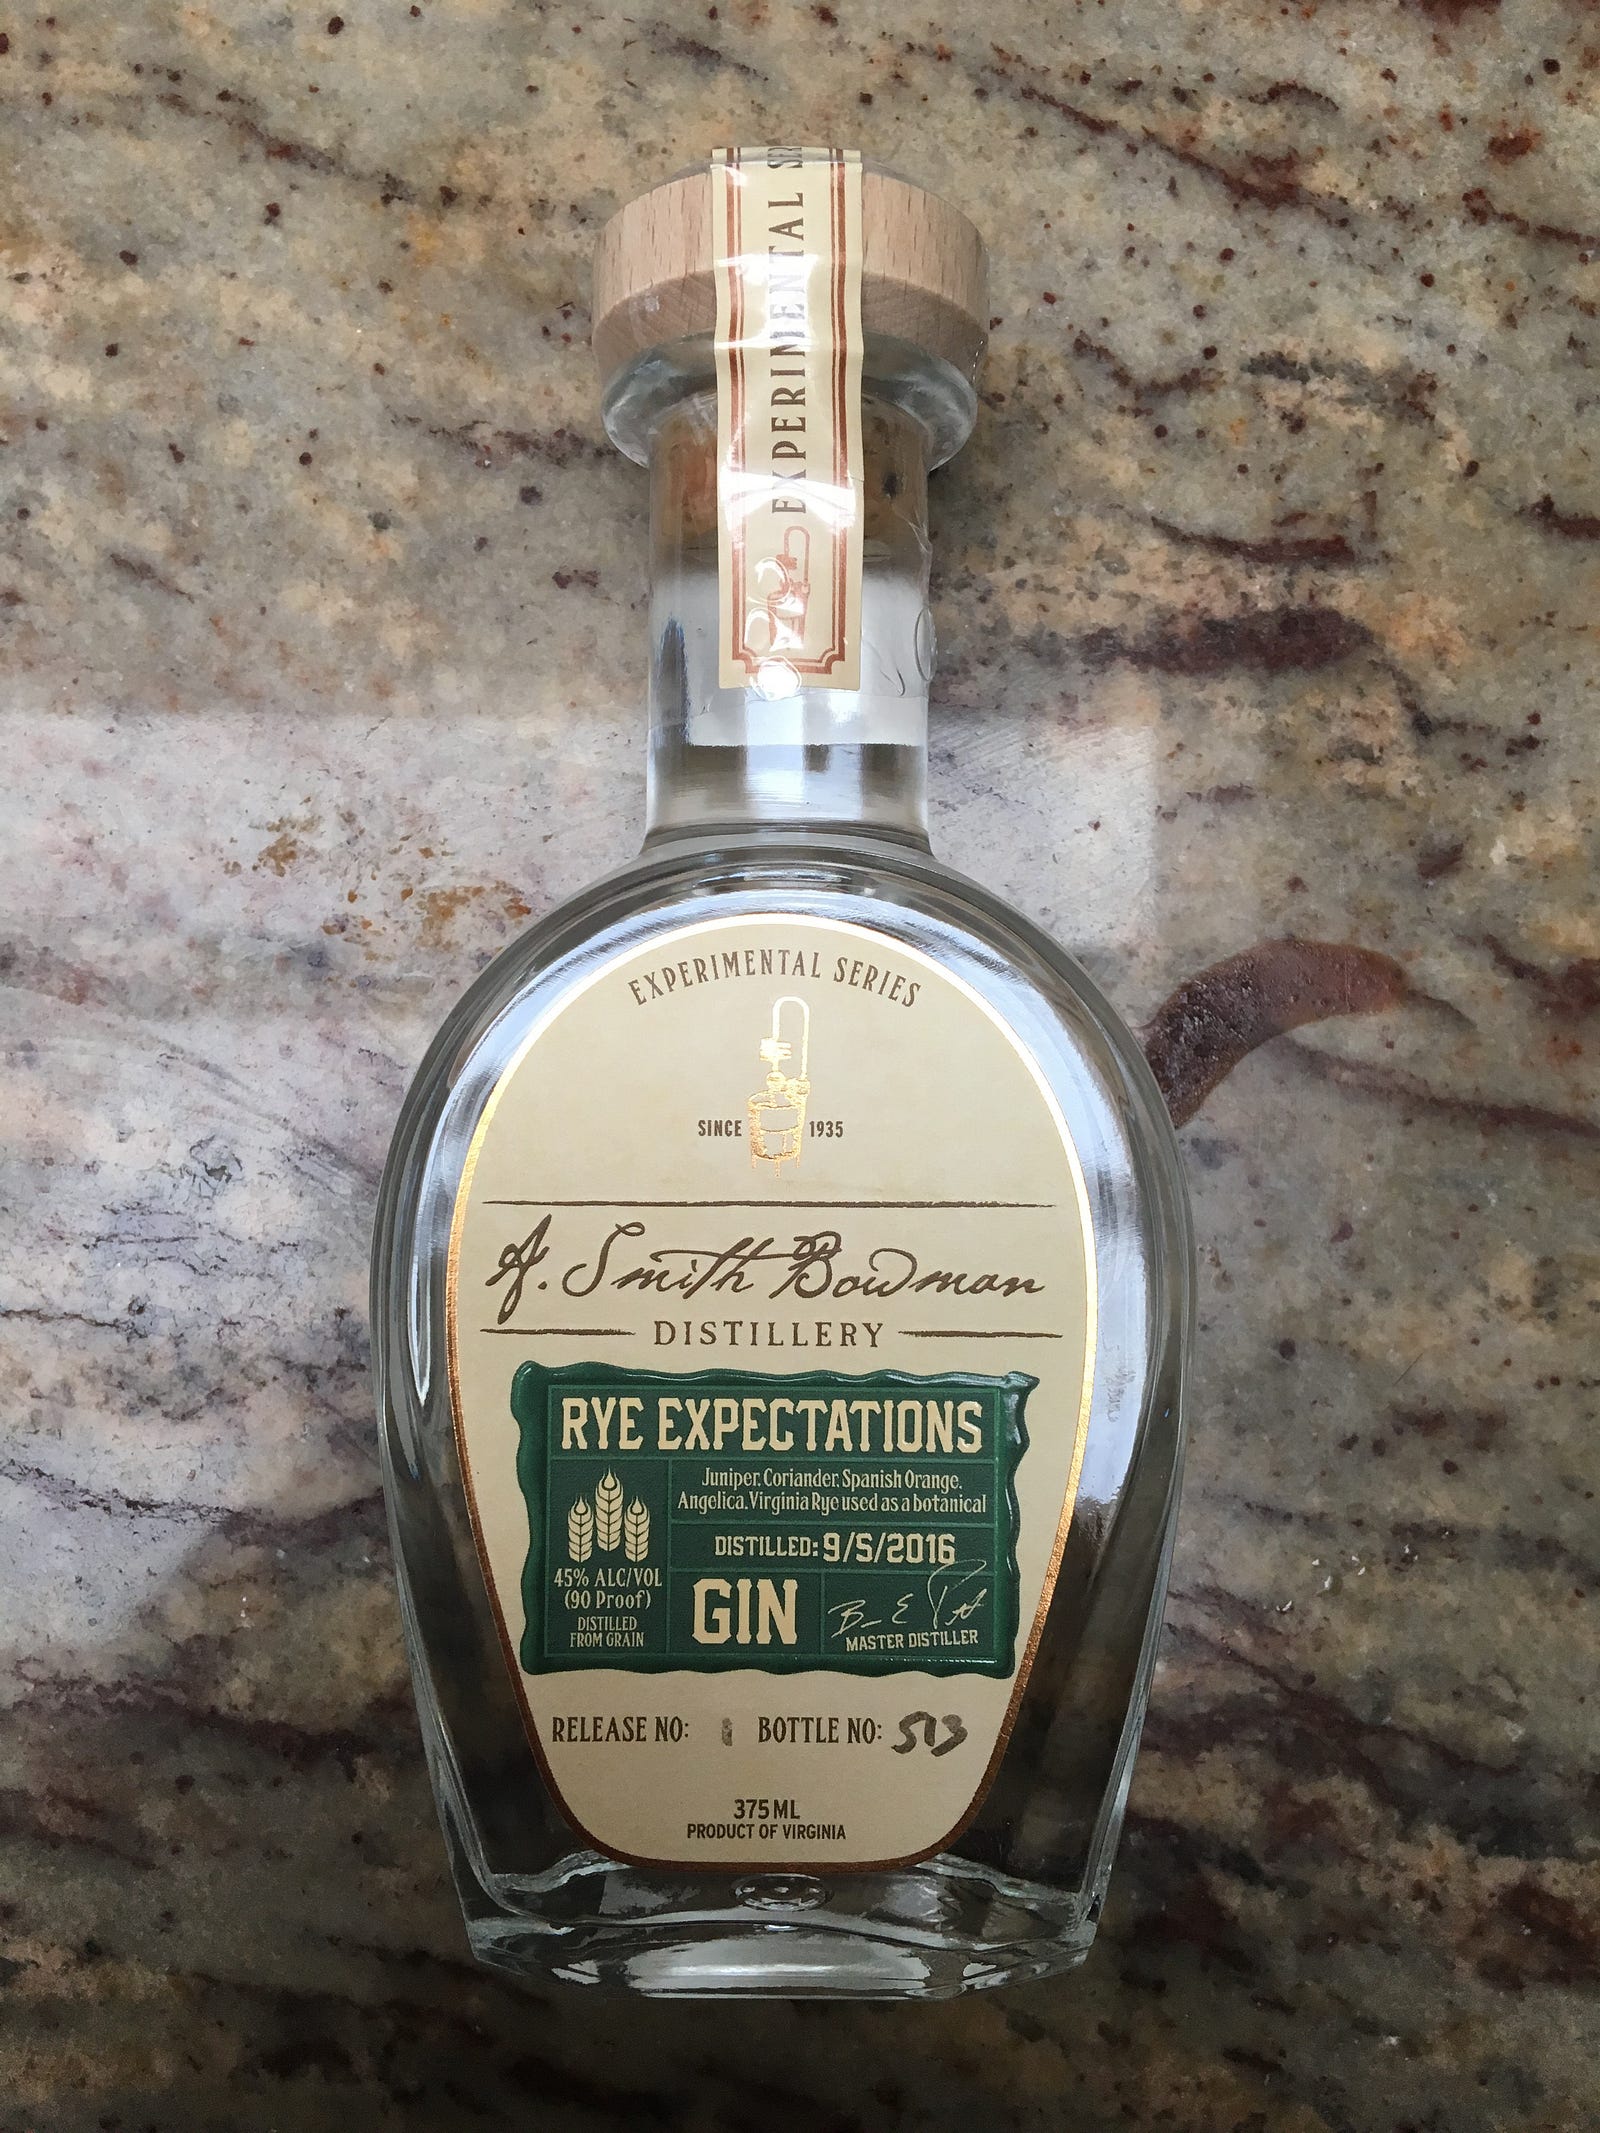 EXPERIMENTAL
EXPERIMENTAL SERIES
SINCE 1935
A. Smith Bowman
DISTILLERY
RYE EXPECTATIONS
Juniper, Coriander, Spanish Orange,
Angelica, Virginia Rye used as a botanical
DISTILLED: 9/5/2016
45% ALC/VOL
(90 Proof)
DISTILLED
FROM GRAIN
GIN
MASTER DISTILLER
RELEASE NO: 1 BOTTLE NO: 513
375 ML
PRODUCT OF VIRGINIA